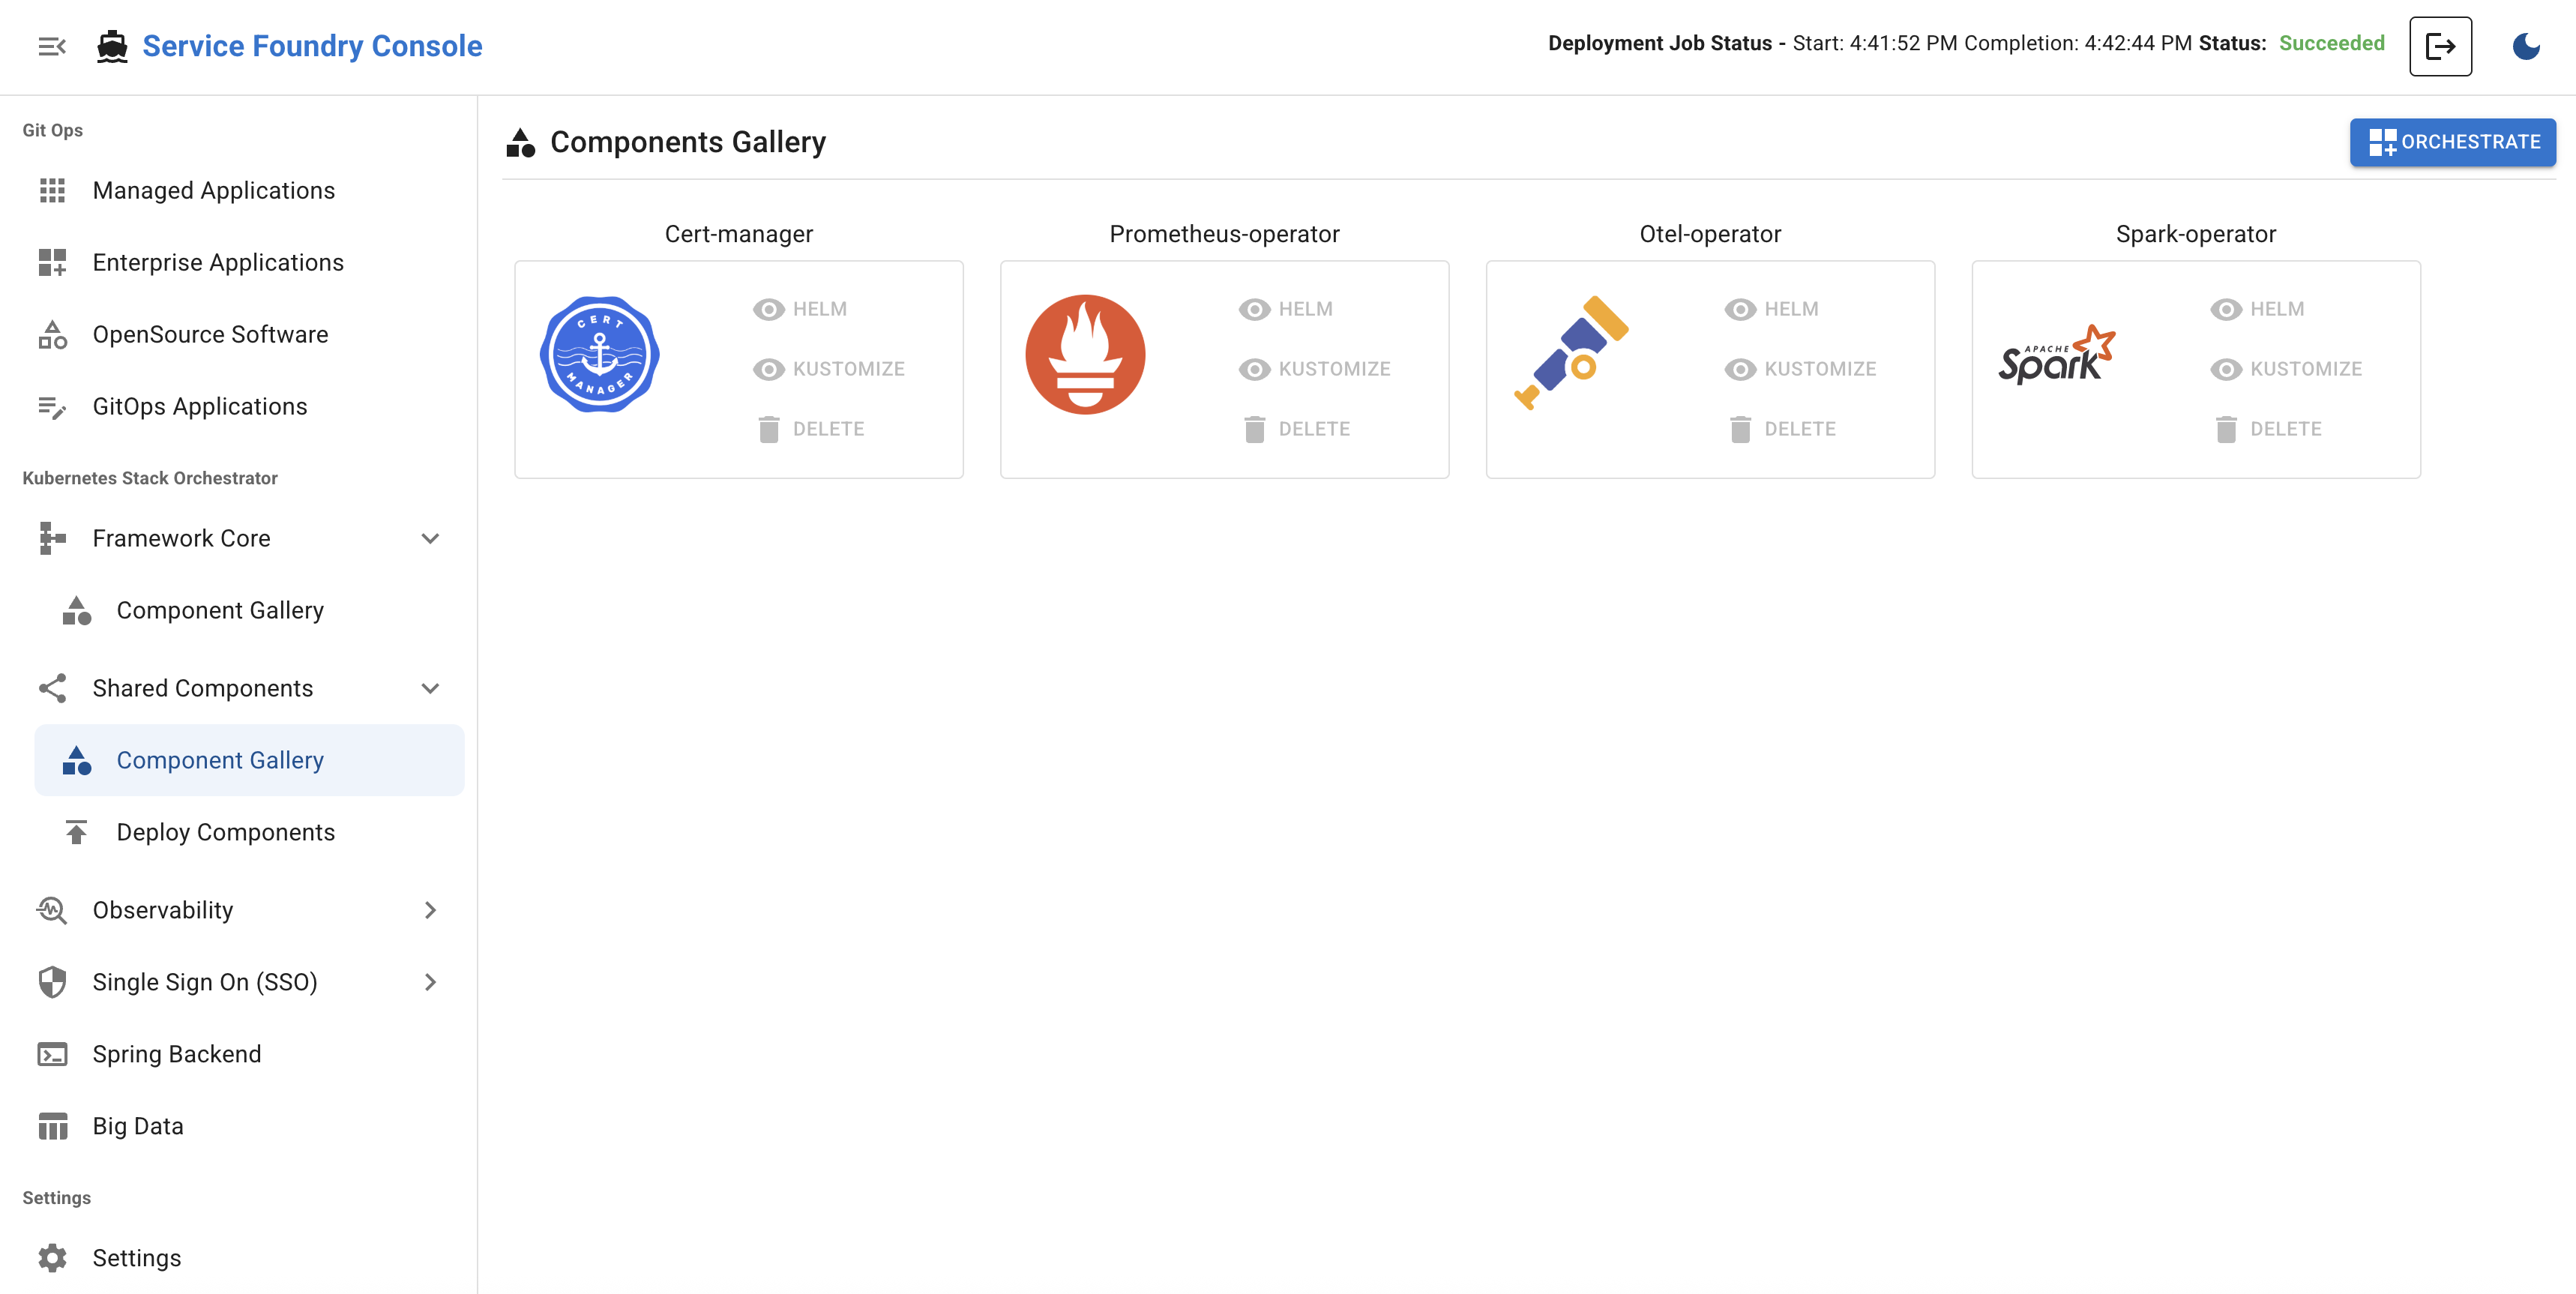 Service Foundry Console
Deployment Job Status - Start: 4:41:52 PM Completion: 4:42:44 PM Status: Succeeded
Git Ops
Managed Applications
Enterprise Applications
OpenSource Software
GitOps Applications
Kubernetes Stack Orchestrator
Framework Core
Component Gallery
Shared Components
Component Gallery
Deploy Components
Observability
Single Sign On (SSO)
Spring Backend
Big Data
Settings
Settings
Components Gallery
ORCHESTRATE
Cert-manager
CERT
MANAGER
HELM
KUSTOMIZE
DELETE
Prometheus-operator
HELM
KUSTOMIZE
DELETE
Otel-operator
HELM
KUSTOMIZE
DELETE
Spark-operator
APACHE
Spark
HELM
KUSTOMIZE
DELETE